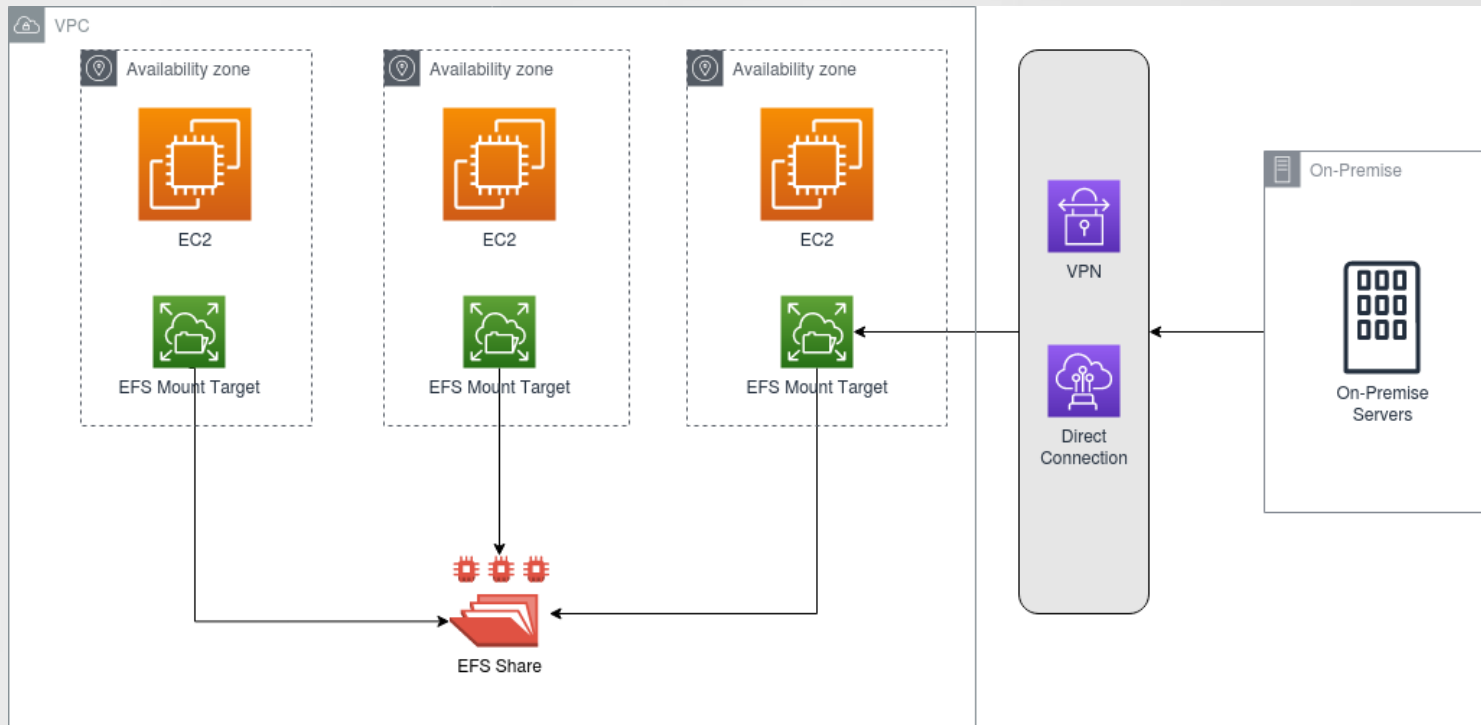 VPC
Availability zone
Availability zone
Availability zone
EC2
EC2
EC2
EFS Mount Target
EFS Mount Target
EFS Mount Target
EFS Share
VPN
Direct
Connection
On-Premise
On-Premise
Servers